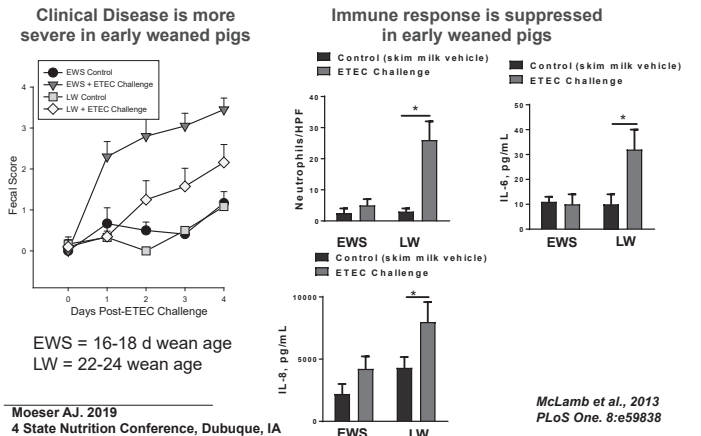 Clinical Disease is more
severe in early weaned pigs
EWS Control
EWS + ETEC Challenge
LW Control
LW + ETEC Challenge
4
3
2
1
0
Fecal Score
0 1 2 3 4
Days Post-ETEC Challenge
EWS = 16-18 d wean age
LW = 22-24 wean age
Moeser AJ. 2019
4 State Nutrition Conference, Dubuque, IA
Immune response is suppressed
in early weaned pigs
Control (skim milk vehicle)
ETEC Challenge
40
30
20
10
0
Neutrophils/HPF
*
EWS LW
Control (skim milk vehicle)
ETEC Challenge
50
40
30
20
10
0
IL-6, pg/mL
*
EWS LW
Control (skim milk vehicle)
ETEC Challenge
10000
5000
0
IL-8, pg/mL
*
EWS LW
McLamb et al., 2013
PLoS One. 8:e59838